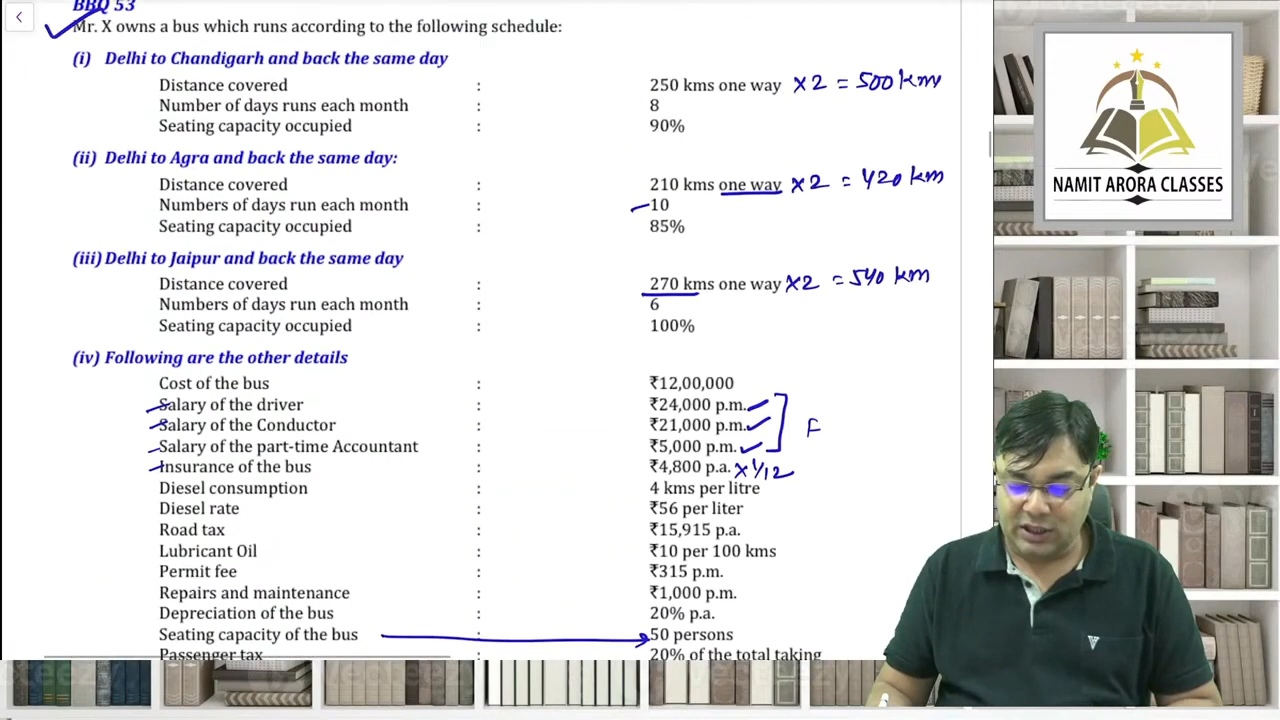 BBQ 53
Mr. X owns a bus which runs according to the following schedule:
(i) Delhi to Chandigarh and back the same day
Distance covered : 250 kms one way ×2 = 500 km
Number of days runs each month : 8
Seating capacity occupied : 90%
(ii) Delhi to Agra and back the same day:
Distance covered : 210 kms one way ×2 = 420 km
Numbers of days run each month : 10
Seating capacity occupied : 85%
(iii) Delhi to Jaipur and back the same day
Distance covered : 270 kms one way ×2 = 540 km
Numbers of days run each month : 6
Seating capacity occupied : 100%
(iv) Following are the other details
Cost of the bus : ₹12,00,000
Salary of the driver : ₹24,000 p.m.
Salary of the Conductor : ₹21,000 p.m. F
Salary of the part-time Accountant : ₹5,000 p.m.
Insurance of the bus : ₹4,800 p.a. × 1/12
Diesel consumption : 4 kms per litre
Diesel rate : ₹56 per liter
Road tax : ₹15,915 p.a.
Lubricant Oil : ₹10 per 100 kms
Permit fee : ₹315 p.m.
Repairs and maintenance : ₹1,000 p.m.
Depreciation of the bus : 20% p.a.
Seating capacity of the bus : 50 persons
Passenger tax : 20% of the total taking
NAMIT ARORA CLASSES